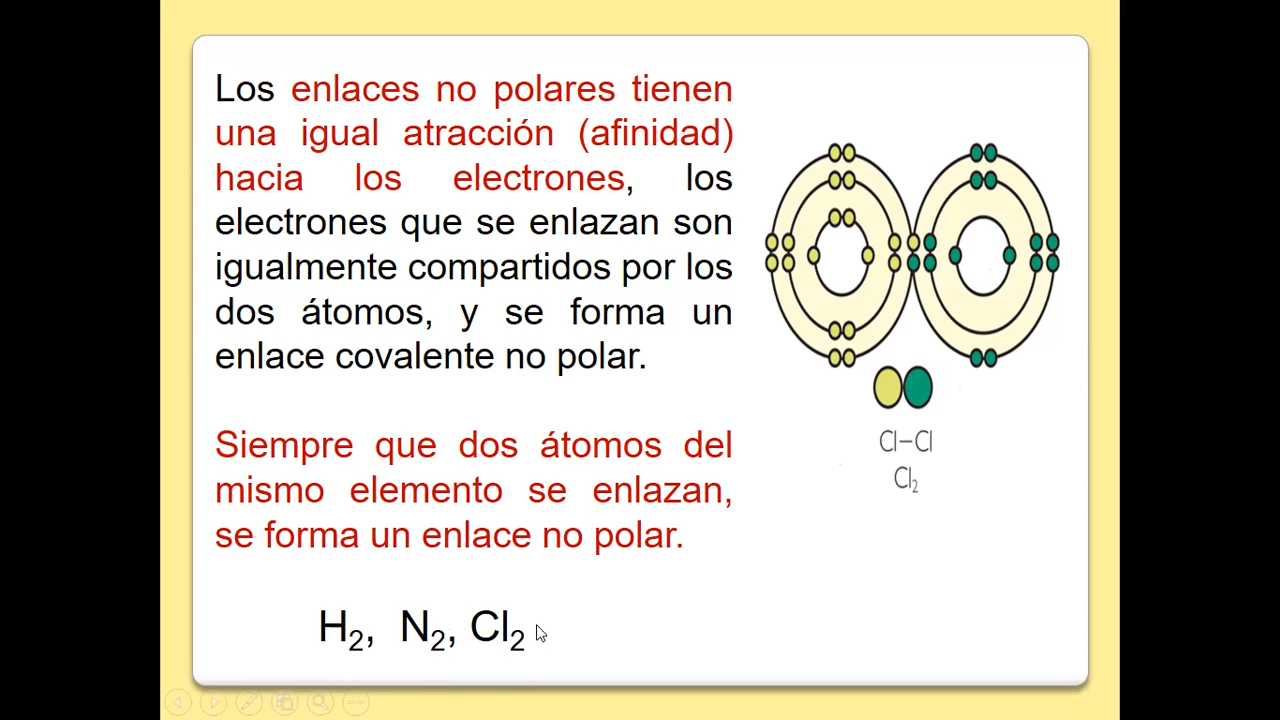 Los enlaces no polares tienen
una igual atracción (afinidad)
hacia los electrones, los
electrones que se enlazan son
igualmente compartidos por los
dos átomos, y se forma un
enlace covalente no polar.
Siempre que dos átomos del
mismo elemento se enlazan,
se forma un enlace no polar.
H₂, N₂, Cl₂
Cl–Cl
Cl₂